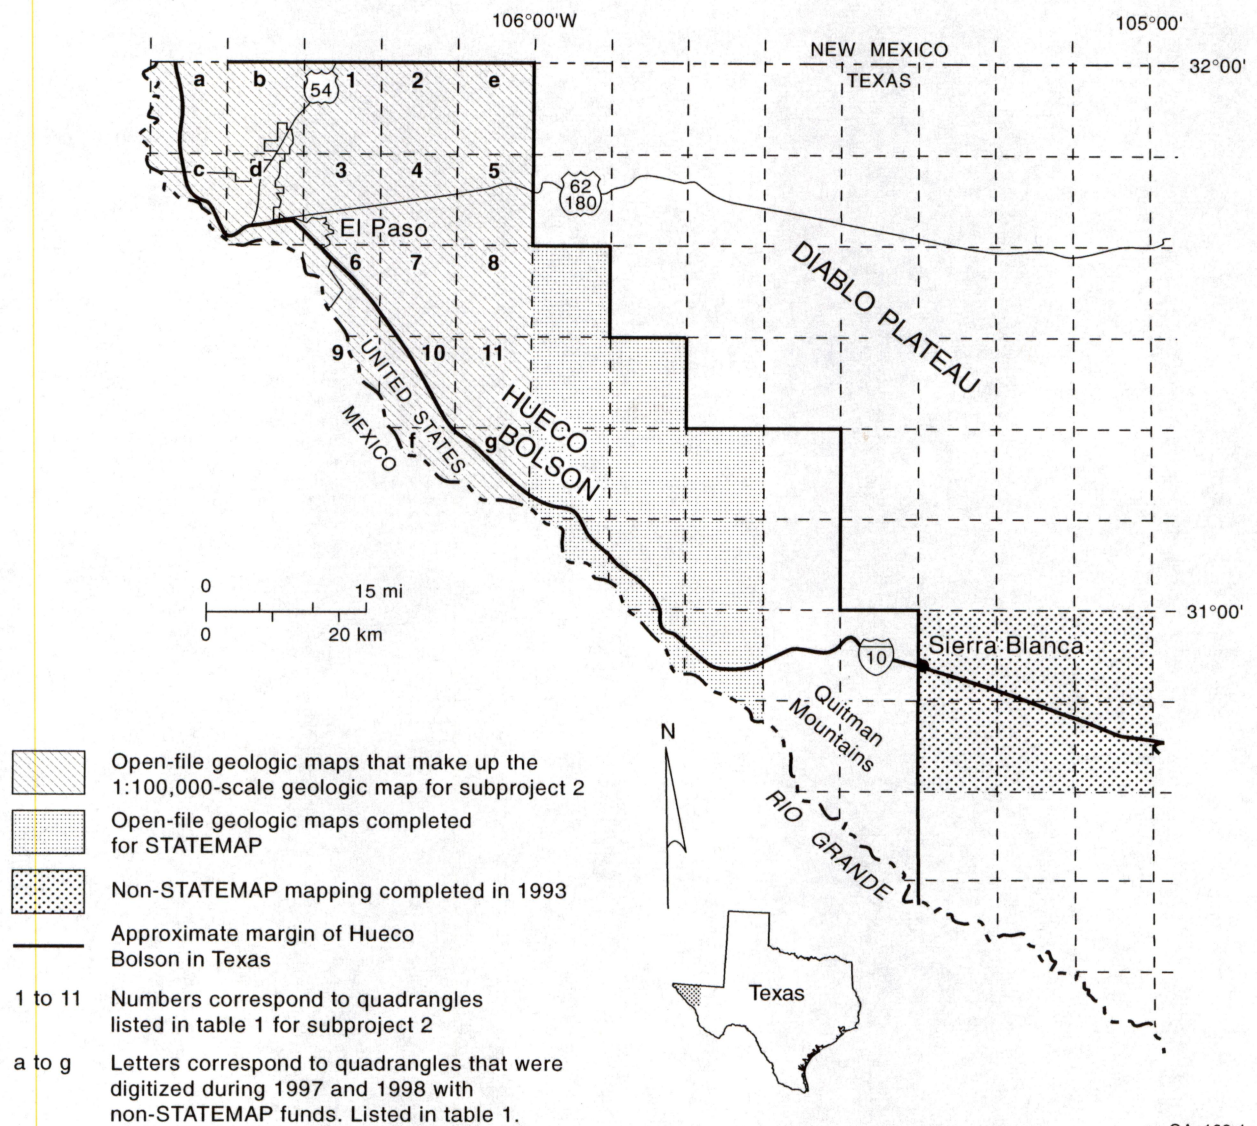 106°00'W
105°00'
NEW MEXICO
TEXAS
32°00'
a b 1 2 e
54
c d 3 4 5
62
180
El Paso
6 7 8
DIABLO PLATEAU
9 10 11
UNITED STATES
MEXICO
HUECO
BOLSON
f g
0 15 mi
0 20 km
31°00'
Sierra Blanca
10
Quitman
Mountains
N
RIO GRANDE
Texas
Open-file geologic maps that make up the
1:100,000-scale geologic map for subproject 2
Open-file geologic maps completed
for STATEMAP
Non-STATEMAP mapping completed in 1993
Approximate margin of Hueco
Bolson in Texas
1 to 11 Numbers correspond to quadrangles
listed in table 1 for subproject 2
a to g Letters correspond to quadrangles that were
digitized during 1997 and 1998 with
non-STATEMAP funds. Listed in table 1.